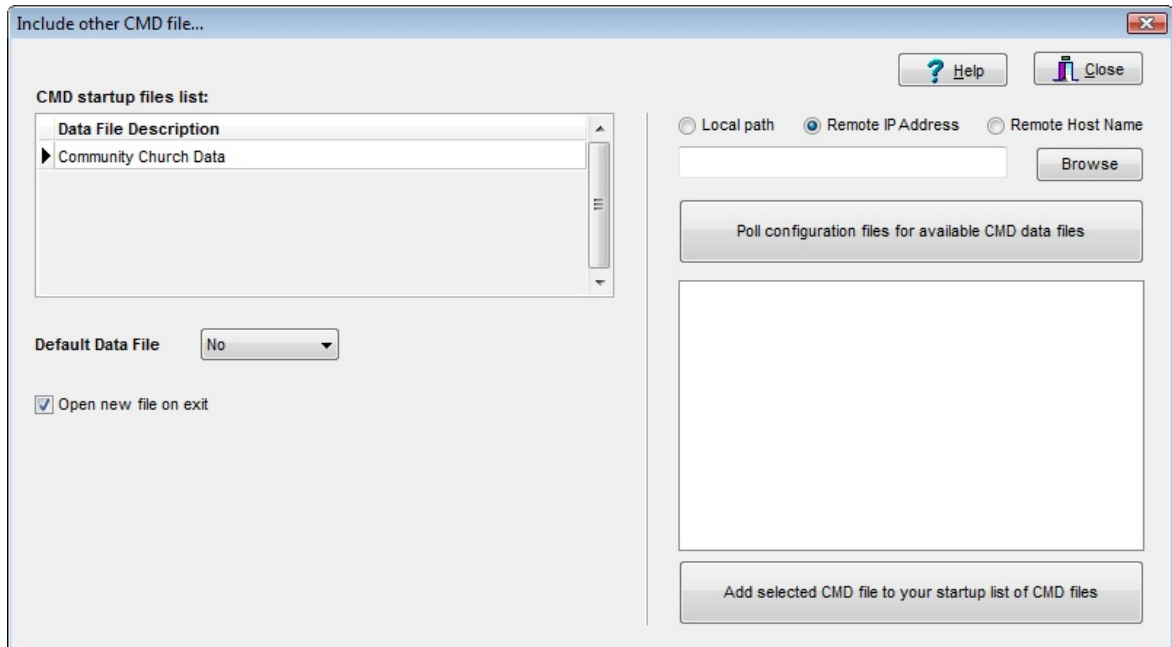 Include other CMD file...
Help
Close
CMD startup files list:
Data File Description
Community Church Data
Local path
Remote IP Address
Remote Host Name
Browse
Poll configuration files for available CMD data files
Default Data File
No
Open new file on exit
Add selected CMD file to your startup list of CMD files